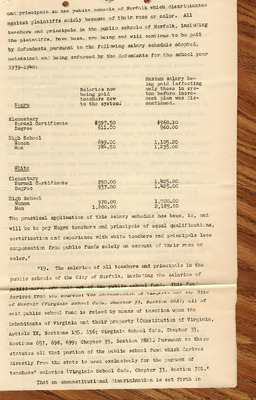 and principals in the public schools of Norfolk which discriminates
against plaintiffs solely because of their race or color. All
teachers and principals in the public schools of Norfolk, including
the plaintiffs, have been, are being and will continue to be paid
by defendants pursuant to the following salary schedule adopted,
maintained and being enforced by the defendants for the school year
1939-1940:
Maximum salary be-
ing paid (affecting
Salaries now only those in sys-
being paid tem before incre-
teachers new ment plan was dis-
Negro to the system) continued.
Elementary
Normal Certificate $597.50 $960.10
Degree 611.00 960.00
High School
Women 699.00 1,105.20
Men 1,235.00
White
Elementary
Normal Certificate 850.00 1,425.00
Degree 937.00 1,425.00
High School
Women 970.00 1,900.00
Men 1,200.00 2,185.00
The practical application of this salary schedule has been, is, and
will be to pay Negro teachers and principals of equal qualifications,
certification and experience with white teachers and principals less
compensation from public funds solely on account of their race or
color."
"19. The salaries of all teachers and principals in the
public schools of the City of Norfolk, including the salaries of
of Norfolk (Virginia School Code, Chapter 33, Section 646); all of
said public school fund is raised by means of taxation upon the
inhabitants of Virginia and their property (Constitution of Virginia,
Article IX, Sections 135, 136; Virginia School Code, Chapter 33,
Sections 657, 698, 699; Chapter 35, Section 782); Pursuant to these
statutes all that portion of the public school fund which derives
directly from the state is used exclusively for the payment of
teachers' salaries (Virginia School Code, Chapter 33, Section 701."
That an unconstitutional discrimination is set forth in